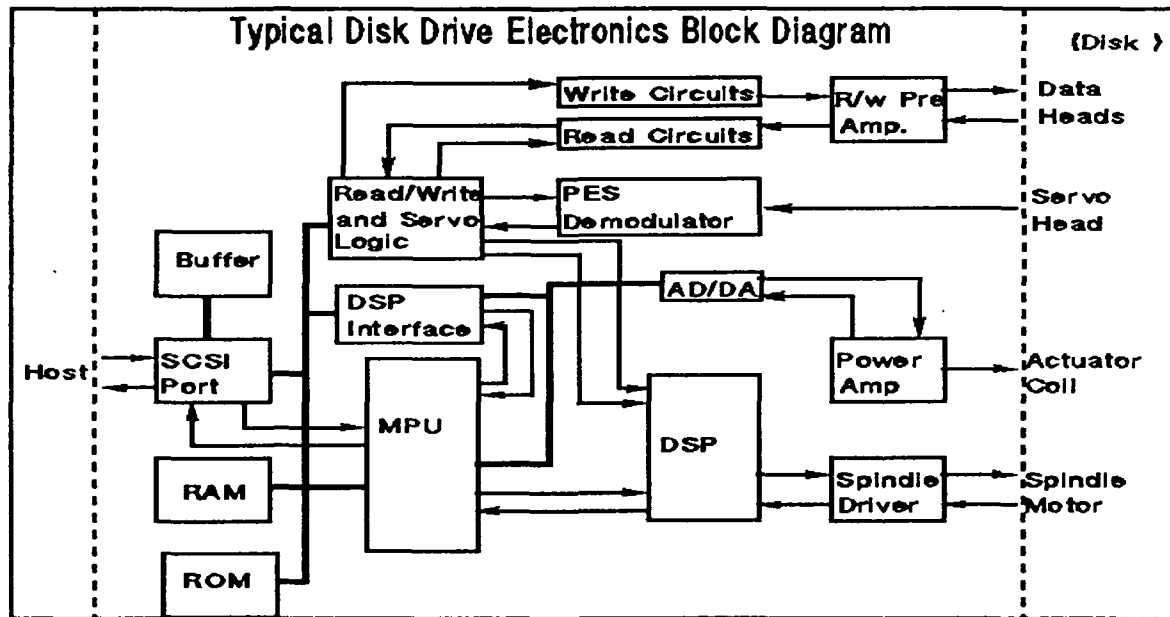 Typical Disk Drive Electronics Block Diagram
{Disk }
Write Circuits
R/w Pre
Amp.
Data
Heads
Read Circuits
Read/Write
and Servo
Logic
PES
Demodulator
Servo
Head
Buffer
AD/DA
DSP
Interface
Host
SCSI
Port
Power
Amp
Actuator
Coil
MPU
DSP
RAM
Spindle
Driver
Spindle
Motor
ROM